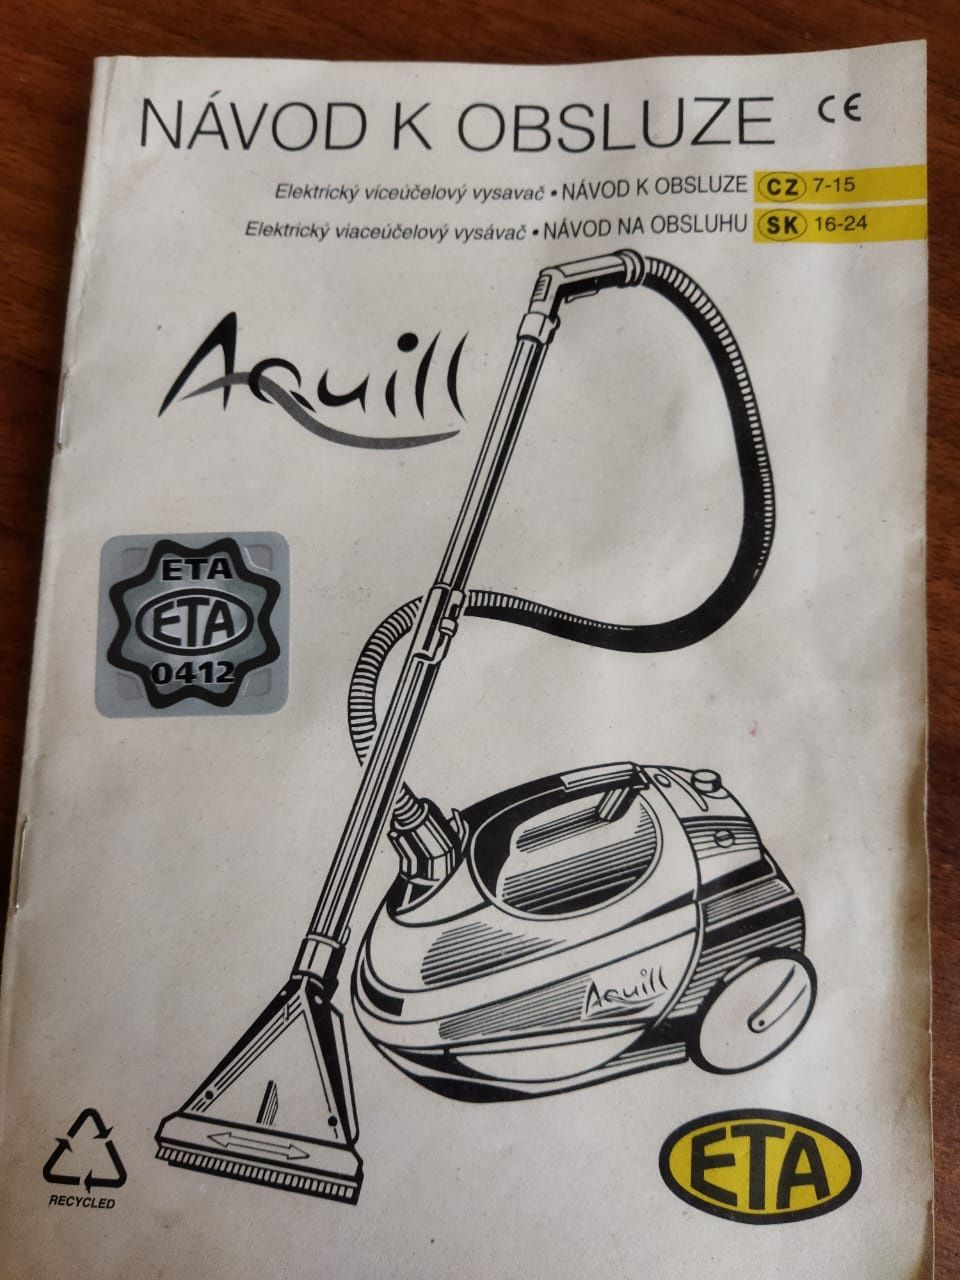 NÁVOD K OBSLUZE CE
Elektrický víceúčelový vysavač • NÁVOD K OBSLUZE CZ 7-15
Elektrický viaceúčelový vysávač • NÁVOD NA OBSLUHU SK 16-24
Aquill
ETA
ETA
0412
Aquill
RECYCLED
ETA